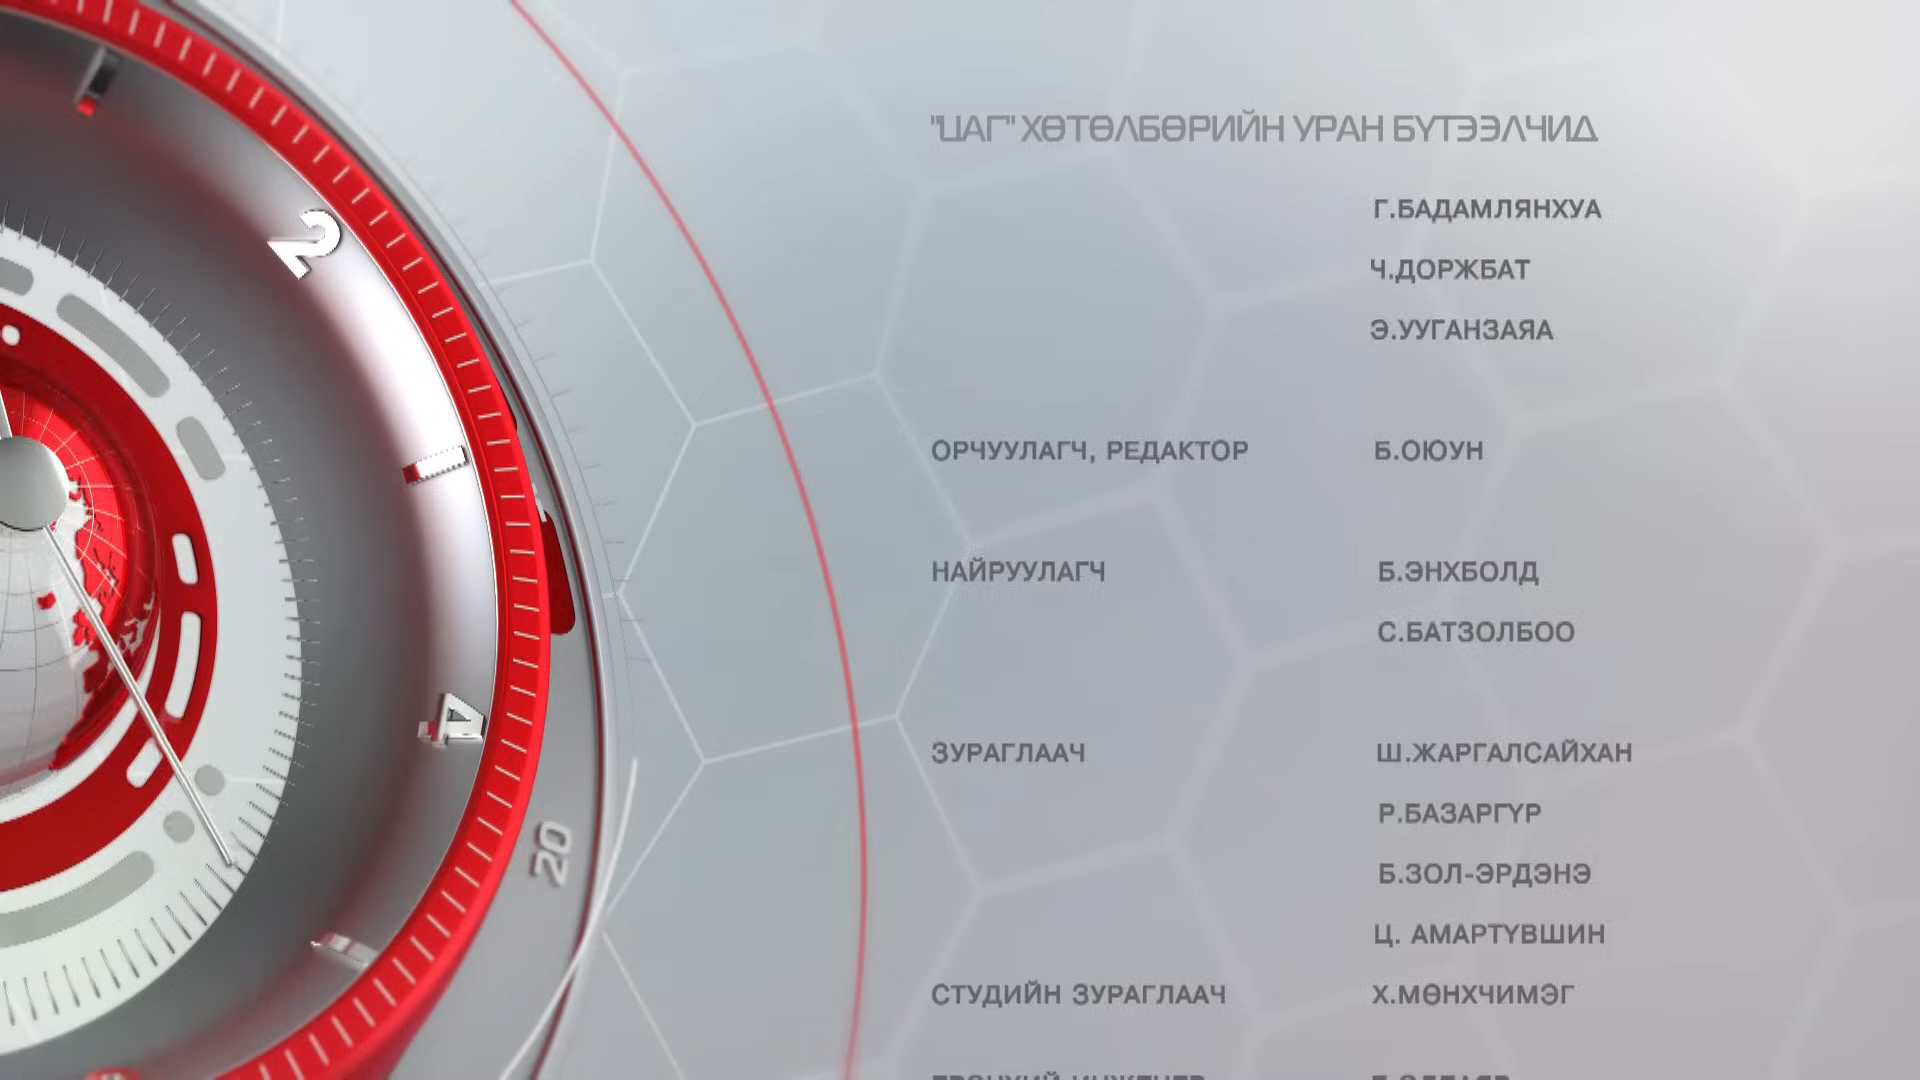 "ЦАГ" ХӨТӨЛБӨРИЙН УРАН БҮТЭЭЛЧИД
Г.БАДАМЛЯНХУА
Ч.ДОРЖБАТ
Э.УУГАНЗАЯА
ОРЧУУЛАГЧ, РЕДАКТОР Б.ОЮУН
НАЙРУУЛАГЧ Б.ЭНХБОЛД
С.БАТЗОЛБОО
ЗУРАГЛААЧ Ш.ЖАРГАЛСАЙХАН
Р.БАЗАРГҮР
Б.ЗОЛ-ЭРДЭНЭ
Ц. АМАРТҮВШИН
СТУДИЙН ЗУРАГЛААЧ Х.МӨНХЧИМЭГ
2
4
20